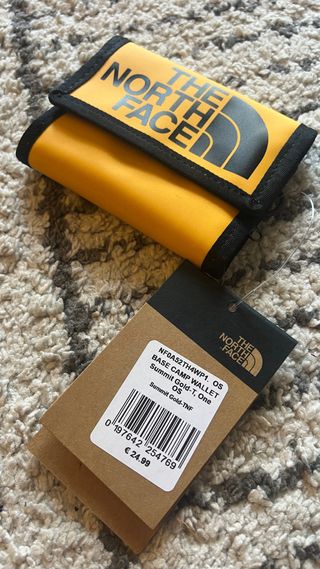 THE
NORTH
FACE
THE
NORTH
FACE
NF0A52TH4WP1, OS
BASE CAMP WALLET
Summit Gold-T, One
OS
Summit Gold-TNF
0 197642 254769
€ 24.99